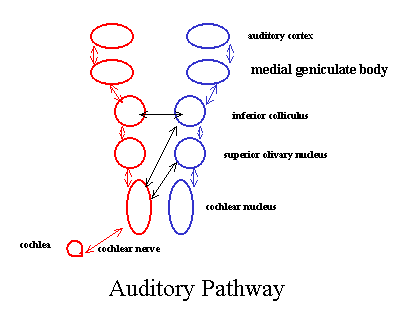 auditory cortex
medial geniculate body
inferior colliculus
superior olivary nucleus
cochlear nucleus
cochlea
cochlear nerve
Auditory Pathway